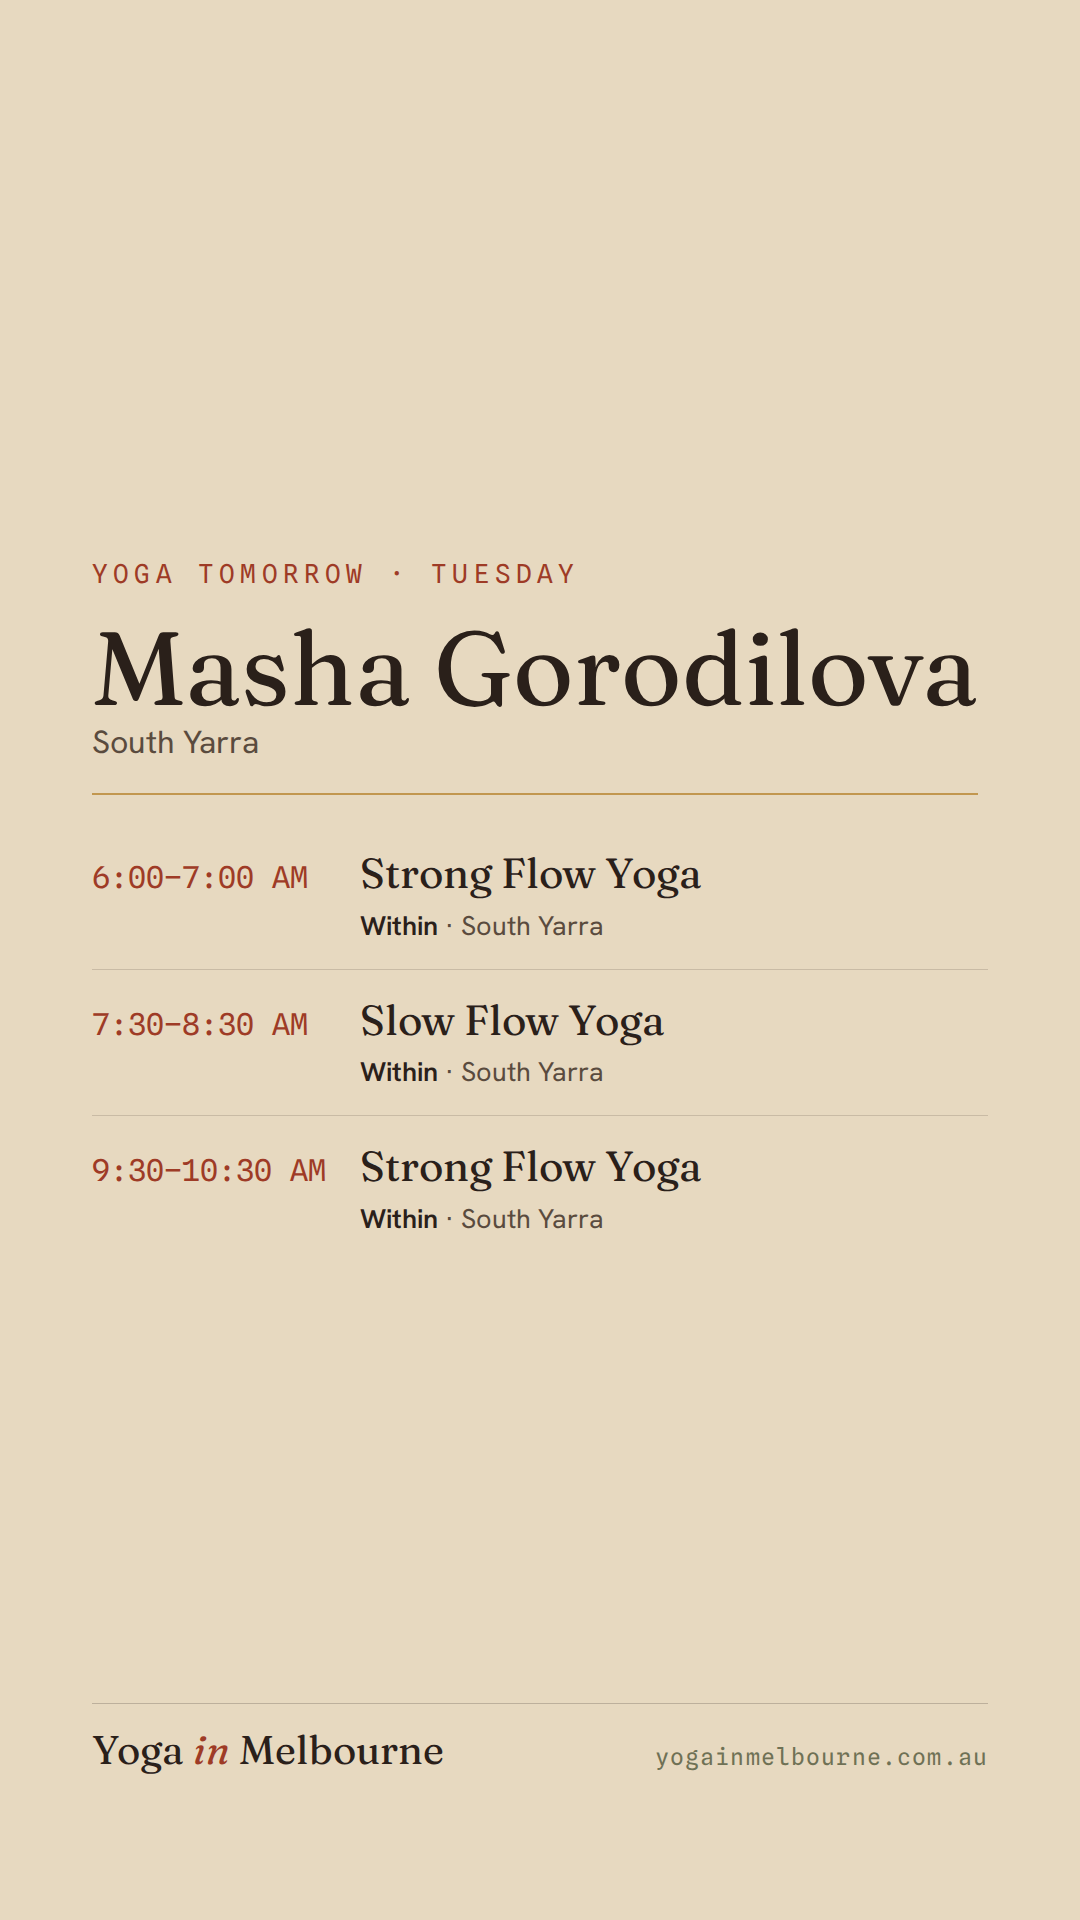 YOGA TOMORROW · TUESDAY
Masha Gorodilova
South Yarra
6:00–7:00 AM Strong Flow Yoga
Within · South Yarra
7:30–8:30 AM Slow Flow Yoga
Within · South Yarra
9:30–10:30 AM Strong Flow Yoga
Within · South Yarra
Yoga in Melbourne yogainmelbourne.com.au